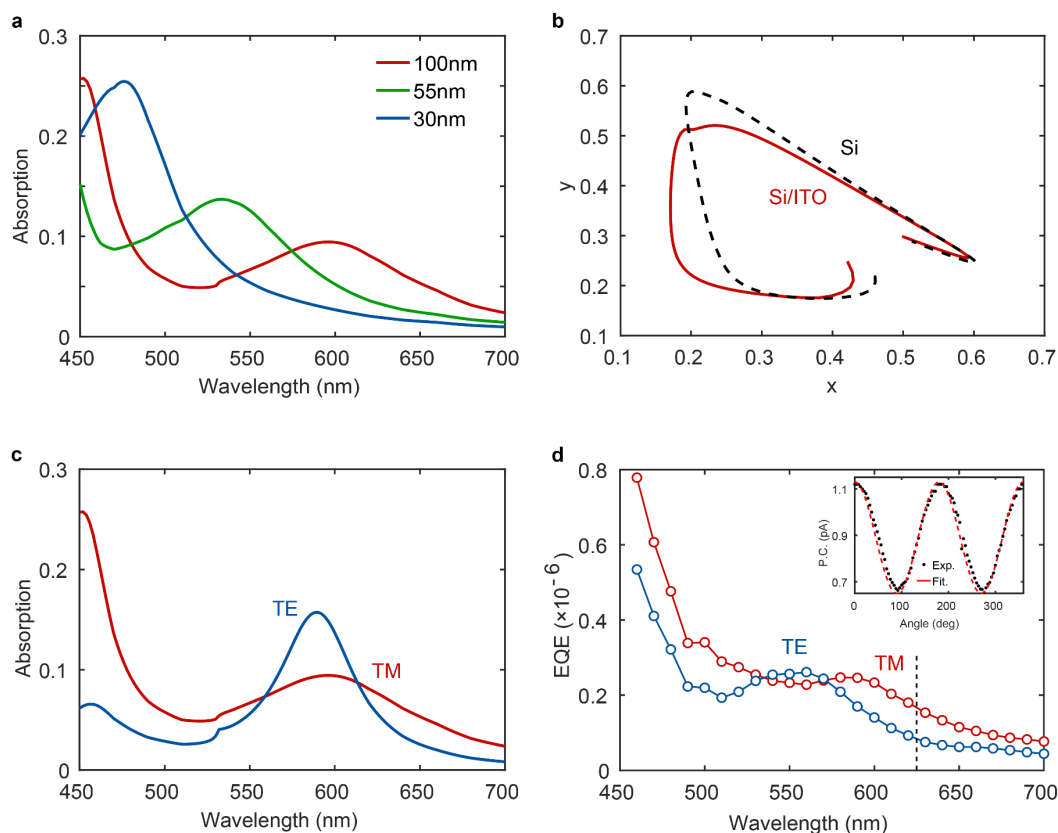 a
0.3
0.2
0.1
0
Absorption
100nm
55nm
30nm
450 500 550 600 650 700
Wavelength (nm)
b
0.7
0.6
0.5
0.4
0.3
0.2
0.1
y
Si
Si/ITO
0.1 0.2 0.3 0.4 0.5 0.6 0.7
x
c
0.3
0.2
0.1
0
Absorption
TE
TM
450 500 550 600 650 700
Wavelength (nm)
d
0.8
0.6
0.4
0.2
0
EQE (×10⁻⁶)
TE
TM
1.1
0.9
0.7
P.C. (pA)
Exp.
Fit.
0 100 200 300
Angle (deg)
450 500 550 600 650 700
Wavelength (nm)